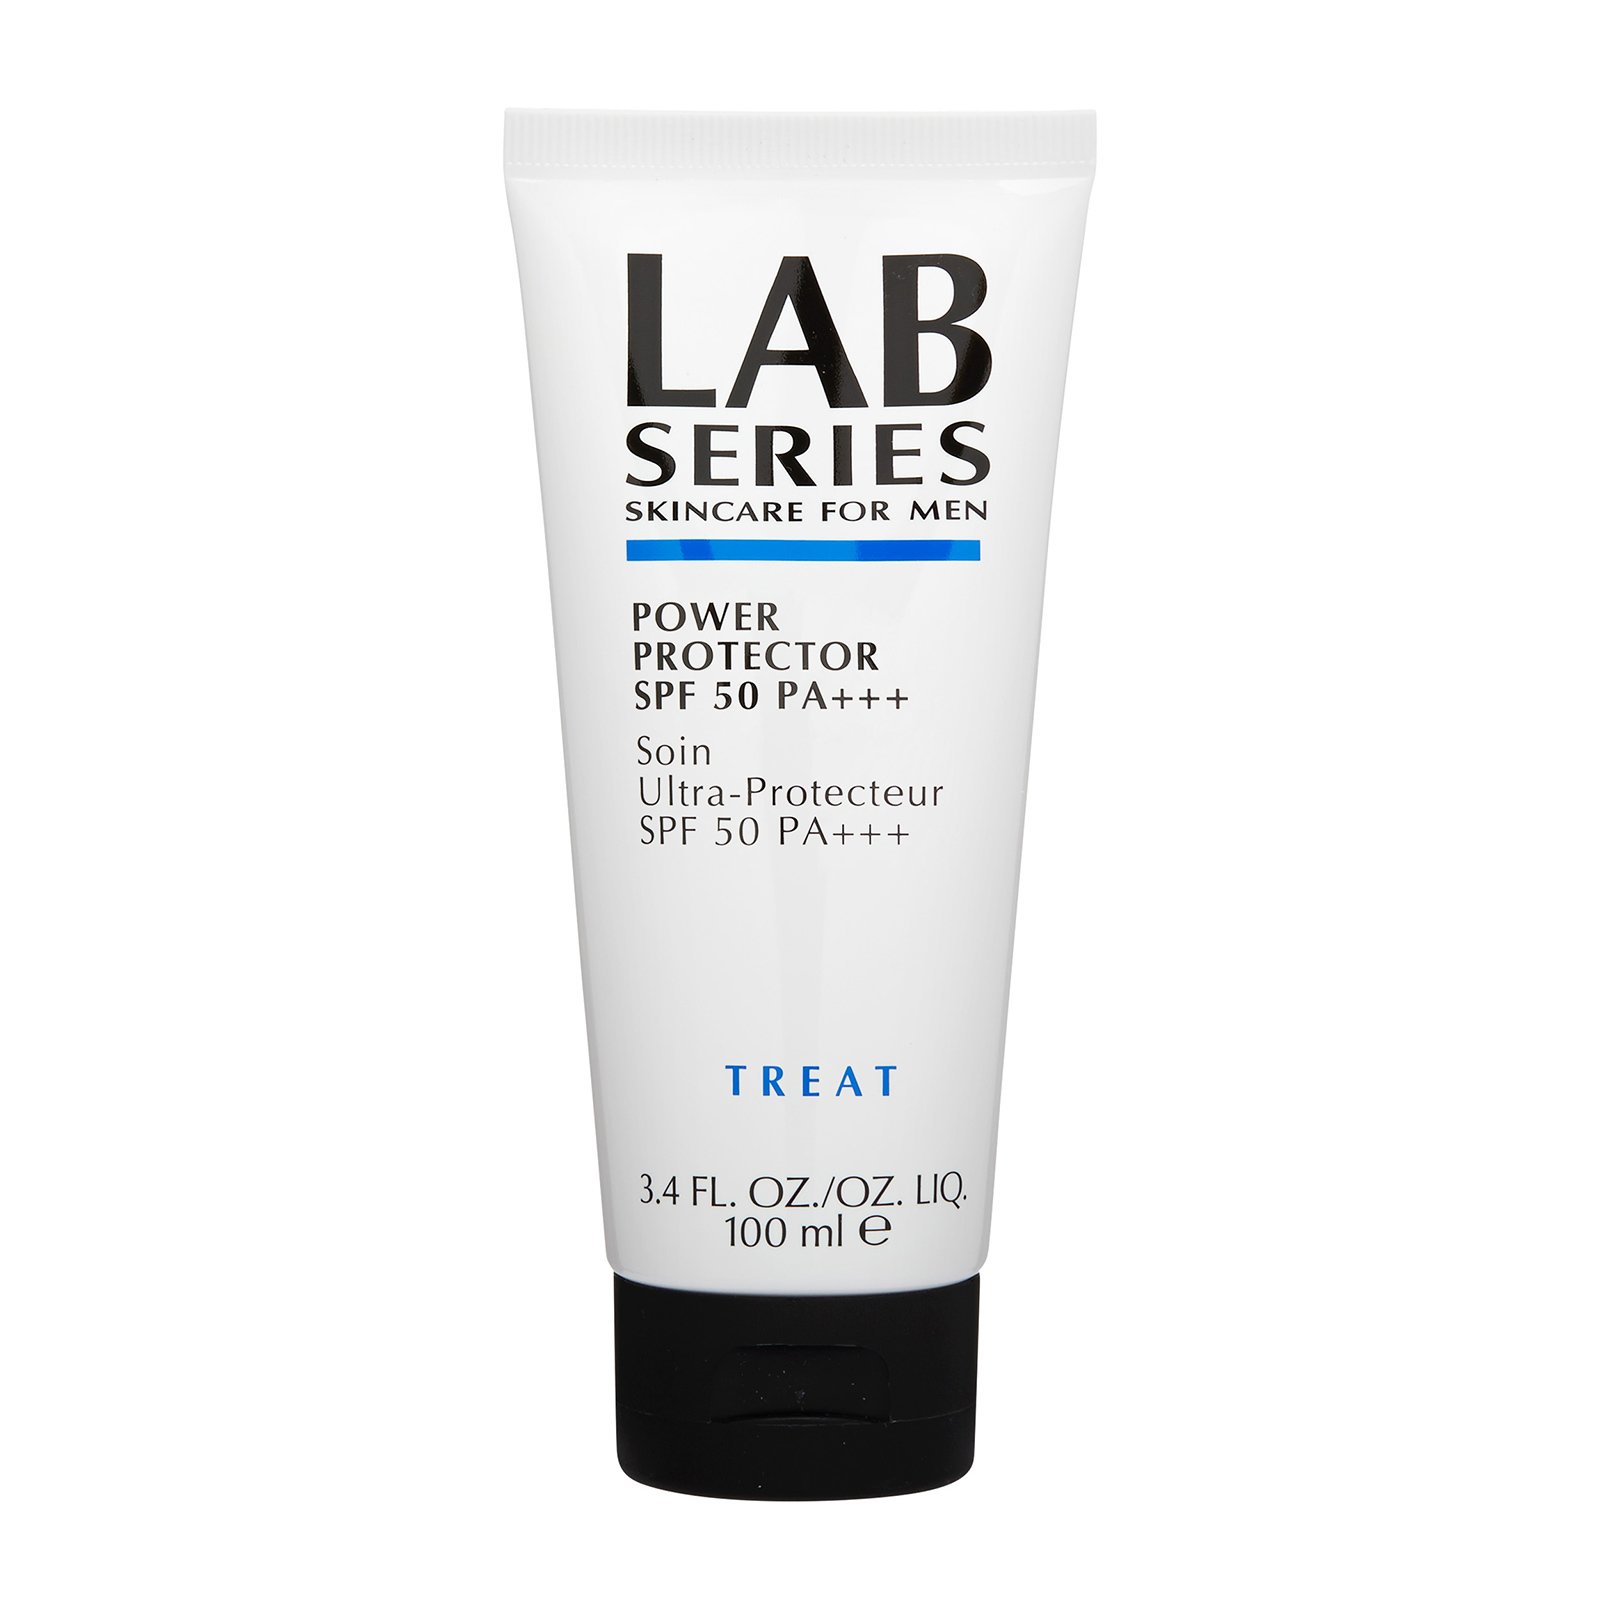 LAB
SERIES
SKINCARE FOR MEN
POWER
PROTECTOR
SPF 50 PA+++
Soin
Ultra-Protecteur
SPF 50 PA+++
TREAT
3.4 FL. OZ./OZ. LIQ.
100 ml ℮